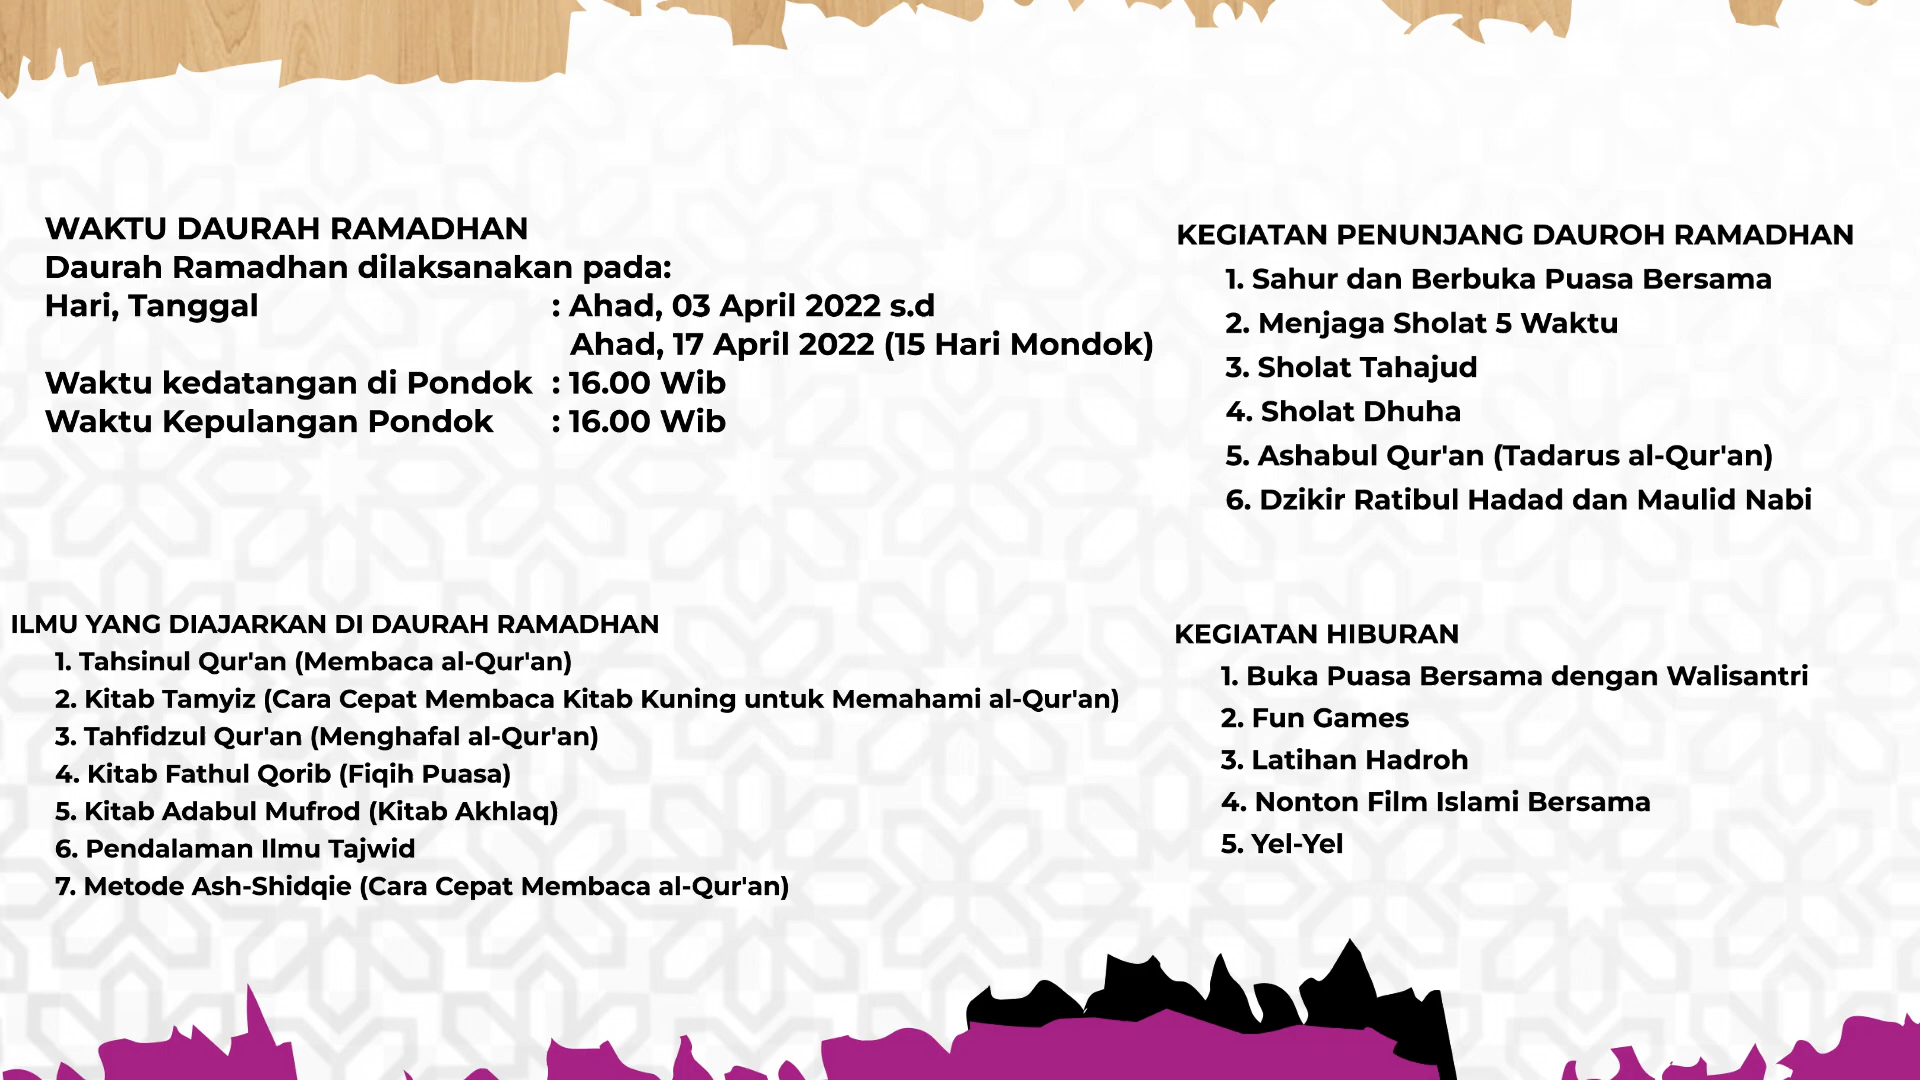 WAKTU DAURAH RAMADHAN
Daurah Ramadhan dilaksanakan pada:
Hari, Tanggal : Ahad, 03 April 2022 s.d
Ahad, 17 April 2022 (15 Hari Mondok)
Waktu kedatangan di Pondok : 16.00 Wib
Waktu Kepulangan Pondok : 16.00 Wib
ILMU YANG DIAJARKAN DI DAURAH RAMADHAN
1. Tahsinul Qur'an (Membaca al-Qur'an)
2. Kitab Tamyiz (Cara Cepat Membaca Kitab Kuning untuk Memahami al-Qur'an)
3. Tahfidzul Qur'an (Menghafal al-Qur'an)
4. Kitab Fathul Qorib (Fiqih Puasa)
5. Kitab Adabul Mufrod (Kitab Akhlaq)
6. Pendalaman Ilmu Tajwid
7. Metode Ash-Shidqie (Cara Cepat Membaca al-Qur'an)
KEGIATAN PENUNJANG DAUROH RAMADHAN
1. Sahur dan Berbuka Puasa Bersama
2. Menjaga Sholat 5 Waktu
3. Sholat Tahajud
4. Sholat Dhuha
5. Ashabul Qur'an (Tadarus al-Qur'an)
6. Dzikir Ratibul Hadad dan Maulid Nabi
KEGIATAN HIBURAN
1. Buka Puasa Bersama dengan Walisantri
2. Fun Games
3. Latihan Hadroh
4. Nonton Film Islami Bersama
5. Yel-Yel